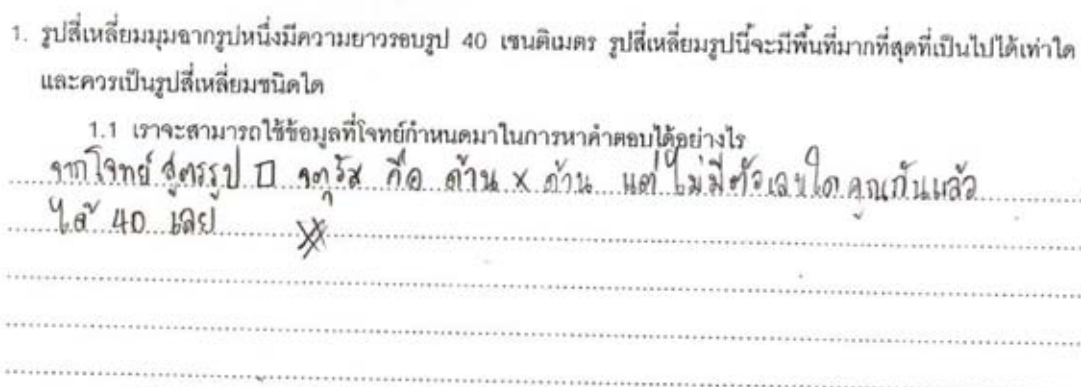 1. รูปสี่เหลี่ยมมุมฉากรูปหนึ่งมีความยาวรอบรูป 40 เซนติเมตร รูปสี่เหลี่ยมรูปนี้จะมีพื้นที่มากที่สุดที่เป็นไปได้เท่าใด
และควรเป็นรูปสี่เหลี่ยมชนิดใด
1.1 เราจะสามารถใช้ข้อมูลที่โจทย์กำหนดมาในการหาคำตอบได้อย่างไร
จากโจทย์ สูตรรูป □ จตุรัส คือ ด้าน × ด้าน แต่ไม่มีตัวเลขใดคูณกันแล้ว
ได้ 40 เลย